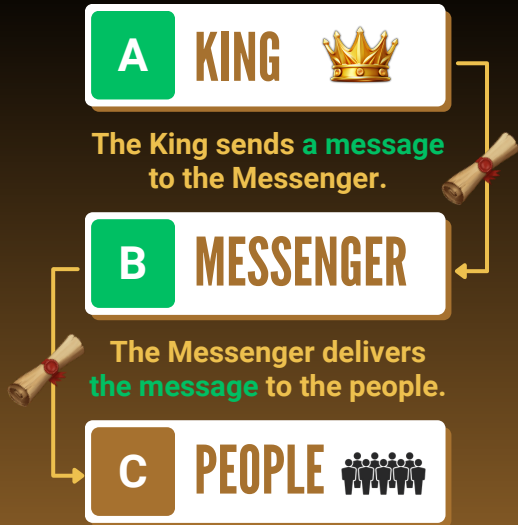 A KING
The King sends a message
to the Messenger.
B MESSENGER
The Messenger delivers
the message to the people.
C PEOPLE